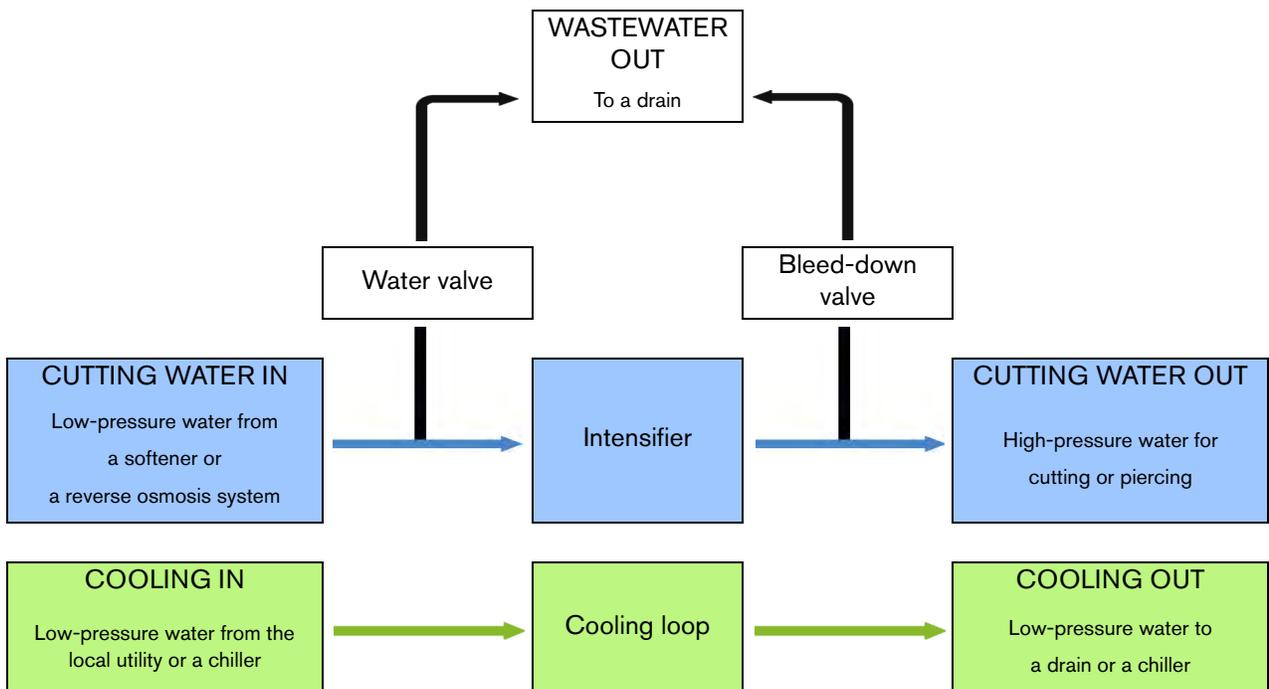 WASTEWATER
OUT
To a drain
Water valve
Bleed-down
valve
CUTTING WATER IN
Low-pressure water from
a softener or
a reverse osmosis system
Intensifier
CUTTING WATER OUT
High-pressure water for
cutting or piercing
COOLING IN
Low-pressure water from the
local utility or a chiller
Cooling loop
COOLING OUT
Low-pressure water to
a drain or a chiller